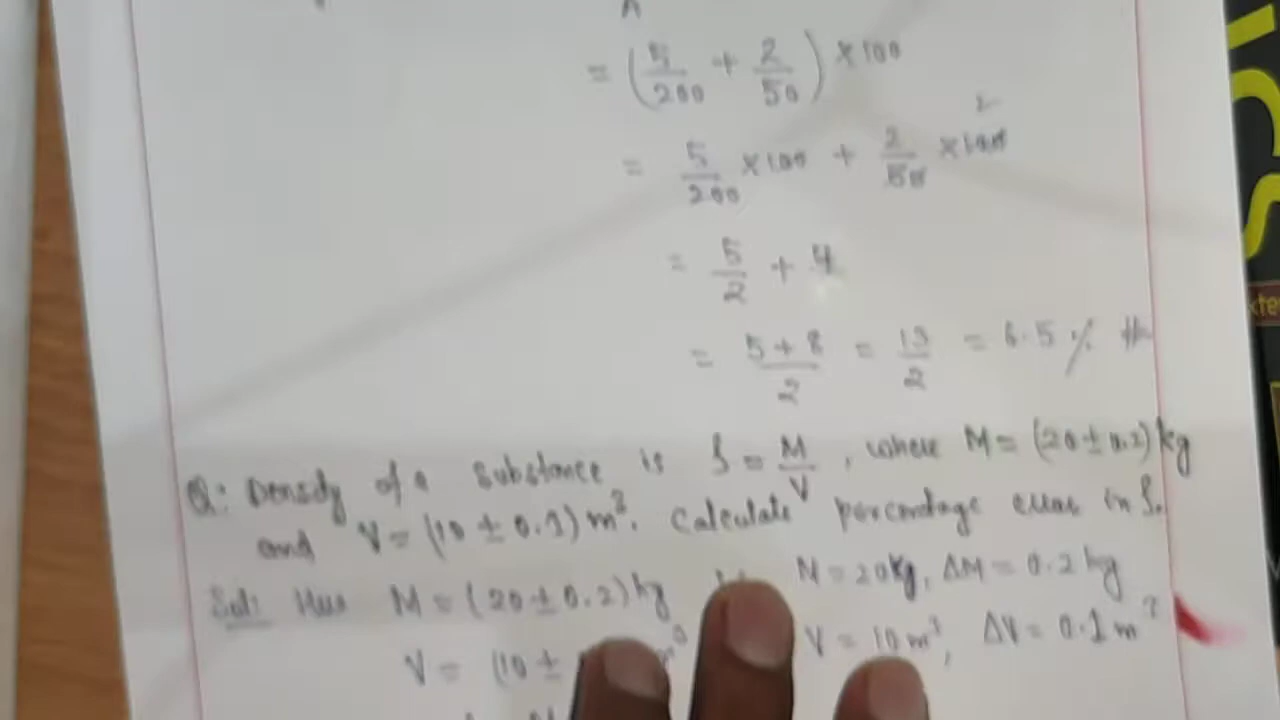 = (5/200 + 2/50) × 100
= 5/200 × 100 + 2/50 × 100
= 5/2 + 4
= 5+8/2 = 13/2 = 6.5 %
Q: Density of a substance is ρ = M/V, where M = (20 ± 0.2) kg
and V = (10 ± 0.1) m³. Calculate percentage error in ρ.
Sol: Here M = (20 ± 0.2) kg M = 20kg, ΔM = 0.2 kg
V = (10 ± V = 10 m³, ΔV = 0.1 m³